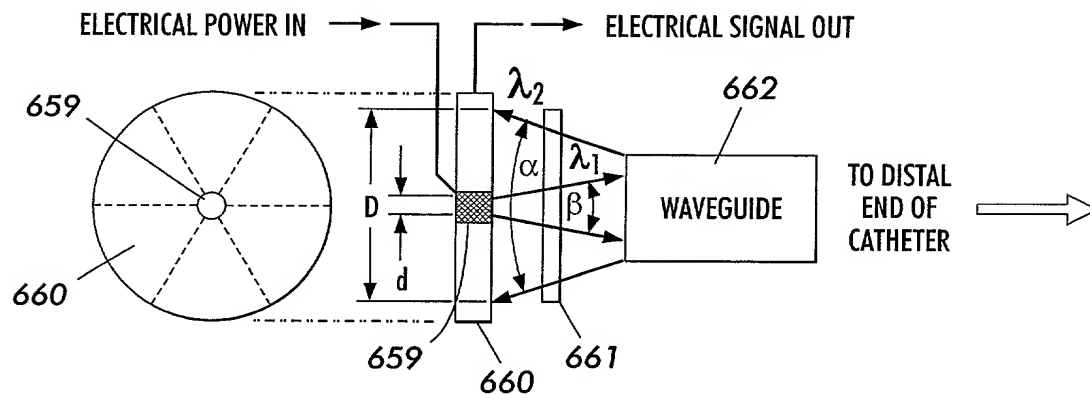 ELECTRICAL POWER IN
ELECTRICAL SIGNAL OUT
659
λ2
662
α
λ1
D
β
WAVEGUIDE
TO DISTAL
END OF
CATHETER
660
d
659
660
661